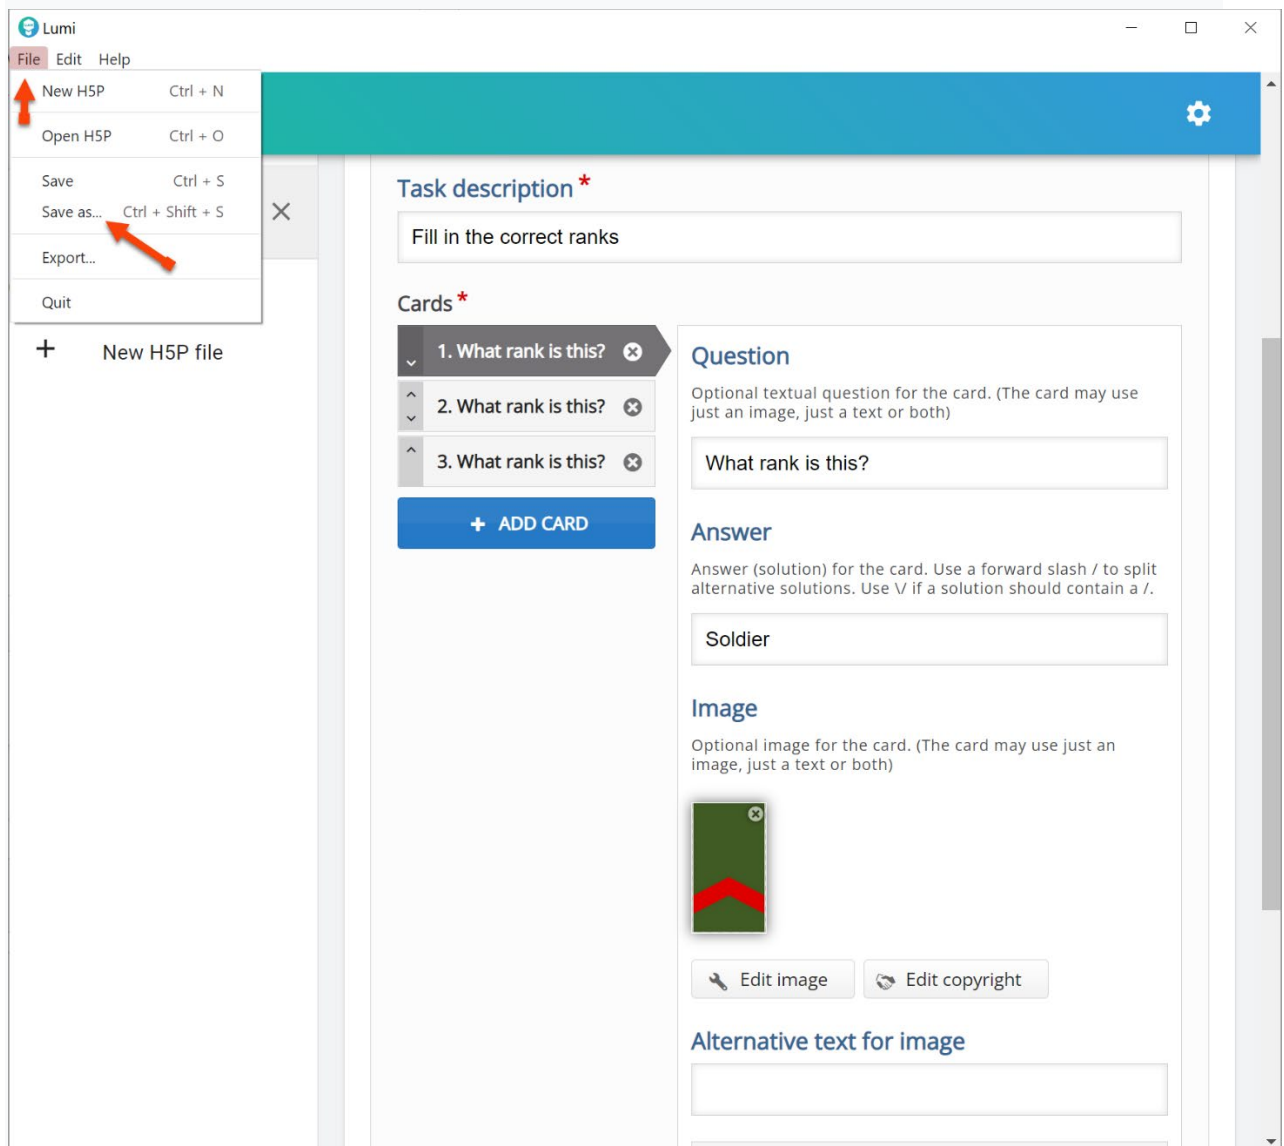 Lumi
File Edit Help
New H5P Ctrl + N
Open H5P Ctrl + O
Save Ctrl + S
Save as... Ctrl + Shift + S
Export...
Quit
New H5P file
Task description *
Fill in the correct ranks
Cards *
1. What rank is this?
2. What rank is this?
3. What rank is this?
+ ADD CARD
Question
Optional textual question for the card. (The card may use
just an image, just a text or both)
What rank is this?
Answer
Answer (solution) for the card. Use a forward slash / to split
alternative solutions. Use \/ if a solution should contain a /.
Soldier
Image
Optional image for the card. (The card may use just an
image, just a text or both)
Edit image Edit copyright
Alternative text for image